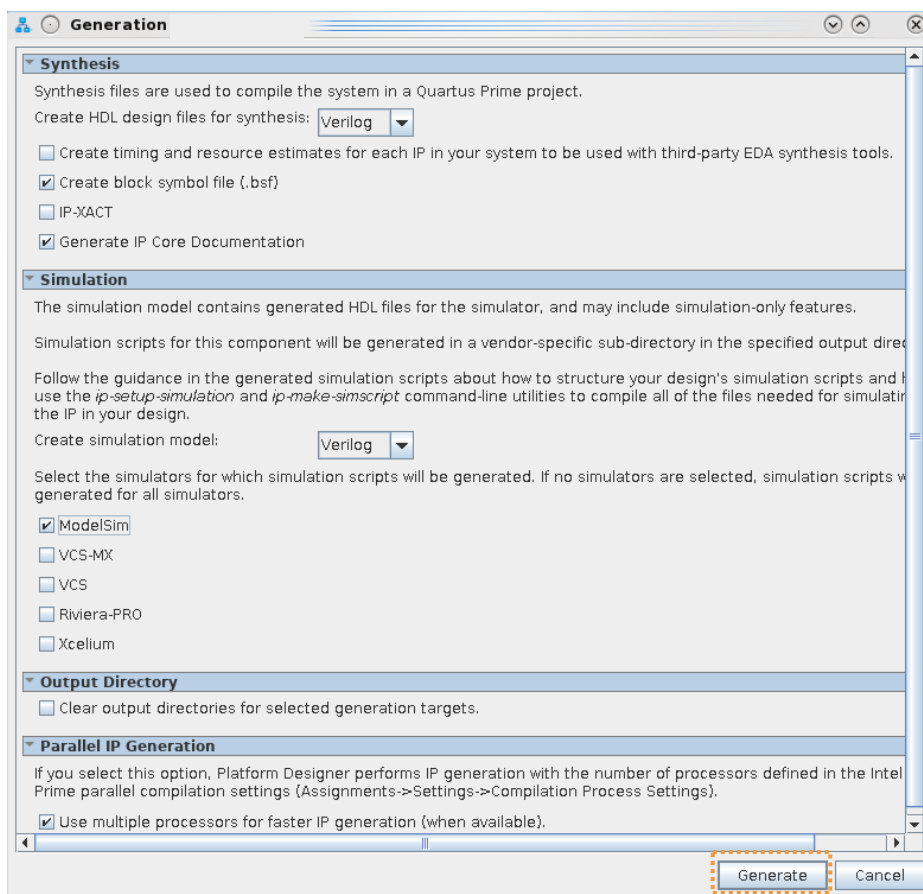 Generation
Synthesis
Synthesis files are used to compile the system in a Quartus Prime project.
Create HDL design files for synthesis: Verilog
Create timing and resource estimates for each IP in your system to be used with third-party EDA synthesis tools.
Create block symbol file (.bsf)
IP-XACT
Generate IP Core Documentation
Simulation
The simulation model contains generated HDL files for the simulator, and may include simulation-only features.
Simulation scripts for this component will be generated in a vendor-specific sub-directory in the specified output
Follow the guidance in the generated simulation scripts about how to structure your design's simulation scripts and
use the ip-setup-simulation and ip-make-simscript command-line utilities to compile all of the files needed for
the IP in your design.
Create simulation model: Verilog
Select the simulators for which simulation scripts will be generated. If no simulators are selected, simulation scripts
generated for all simulators.
ModelSim
VCS-MX
VCS
Riviera-PRO
Xcelium
Output Directory
Clear output directories for selected generation targets.
Parallel IP Generation
If you select this option, Platform Designer performs IP generation with the number of processors defined in the Intel
Prime parallel compilation settings (Assignments->Settings->Compilation Process Settings).
Use multiple processors for faster IP generation (when available).
Generate Cancel